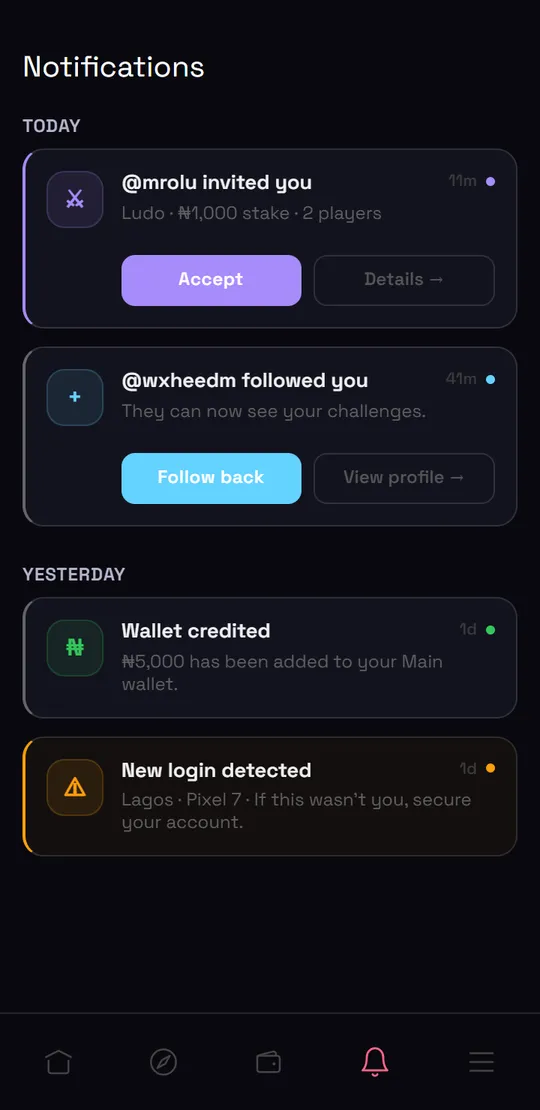 Notifications
TODAY
@mrolu invited you
11m
Ludo · ₦1,000 stake · 2 players
Accept
Details →
@wxheedm followed you
41m
+
They can now see your challenges.
Follow back
View profile →
YESTERDAY
Wallet credited
1d
₦
₦5,000 has been added to your Main
wallet.
New login detected
1d
⚠
Lagos · Pixel 7 · If this wasn't you, secure
your account.